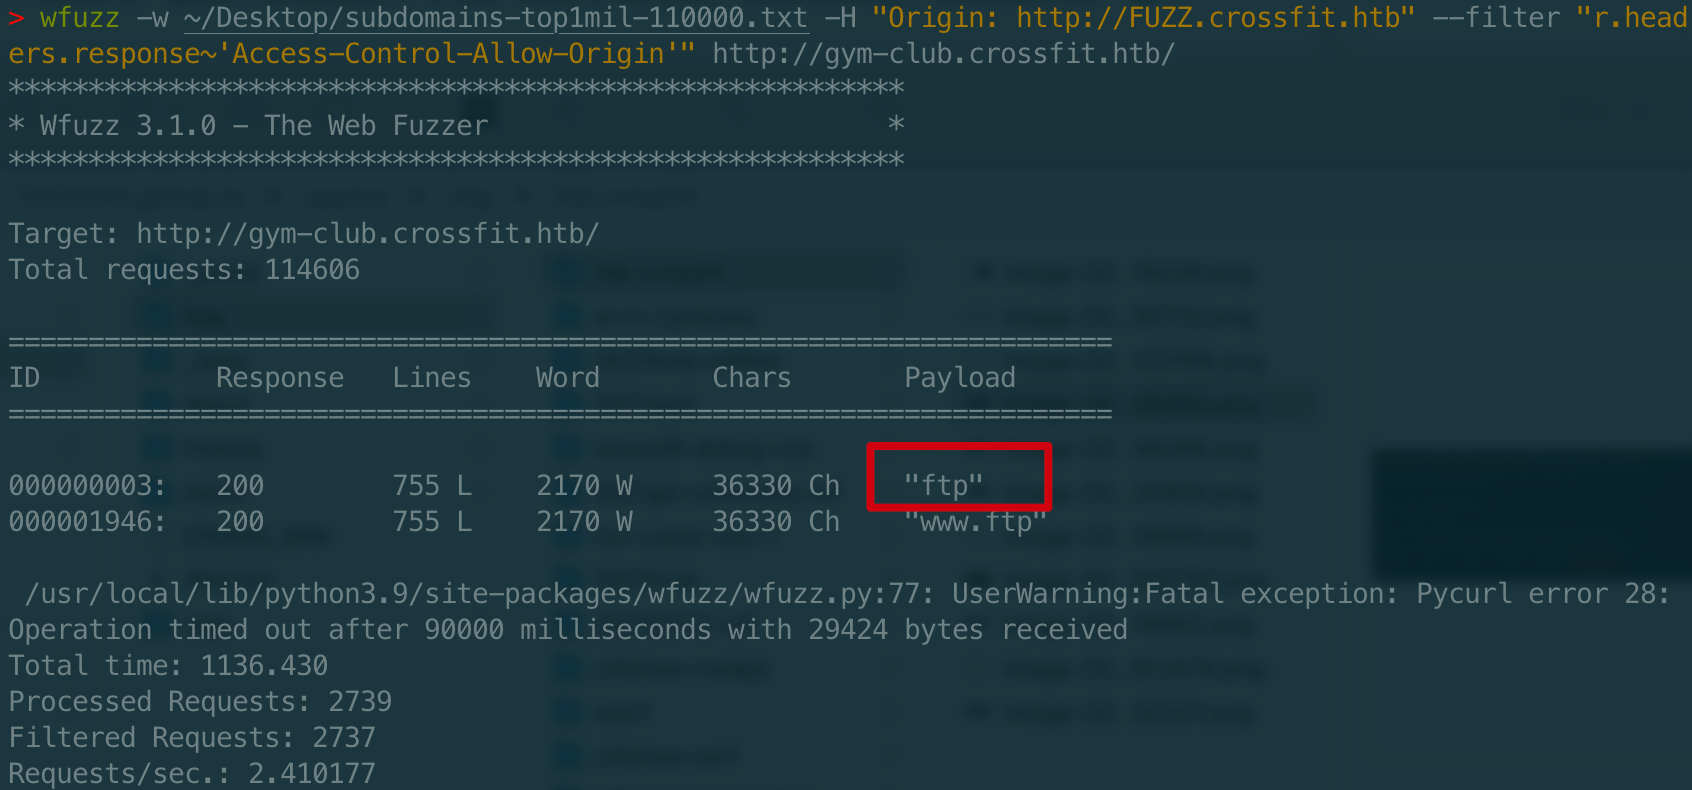 > wfuzz -w ~/Desktop/subdomains-top1mil-110000.txt -H "Origin: http://FUZZ.crossfit.htb" --filter "r.head
ers.response~'Access-Control-Allow-Origin'" http://gym-club.crossfit.htb/
********************************************************
* Wfuzz 3.1.0 - The Web Fuzzer                         *
********************************************************

Target: http://gym-club.crossfit.htb/
Total requests: 114606

=====================================================================
ID           Response   Lines    Word       Chars       Payload
=====================================================================

000000003:   200        755 L    2170 W     36330 Ch    "ftp"
000001946:   200        755 L    2170 W     36330 Ch    "www.ftp"

 /usr/local/lib/python3.9/site-packages/wfuzz/wfuzz.py:77: UserWarning:Fatal exception: Pycurl error 28:
Operation timed out after 90000 milliseconds with 29424 bytes received
Total time: 1136.430
Processed Requests: 2739
Filtered Requests: 2737
Requests/sec.: 2.410177